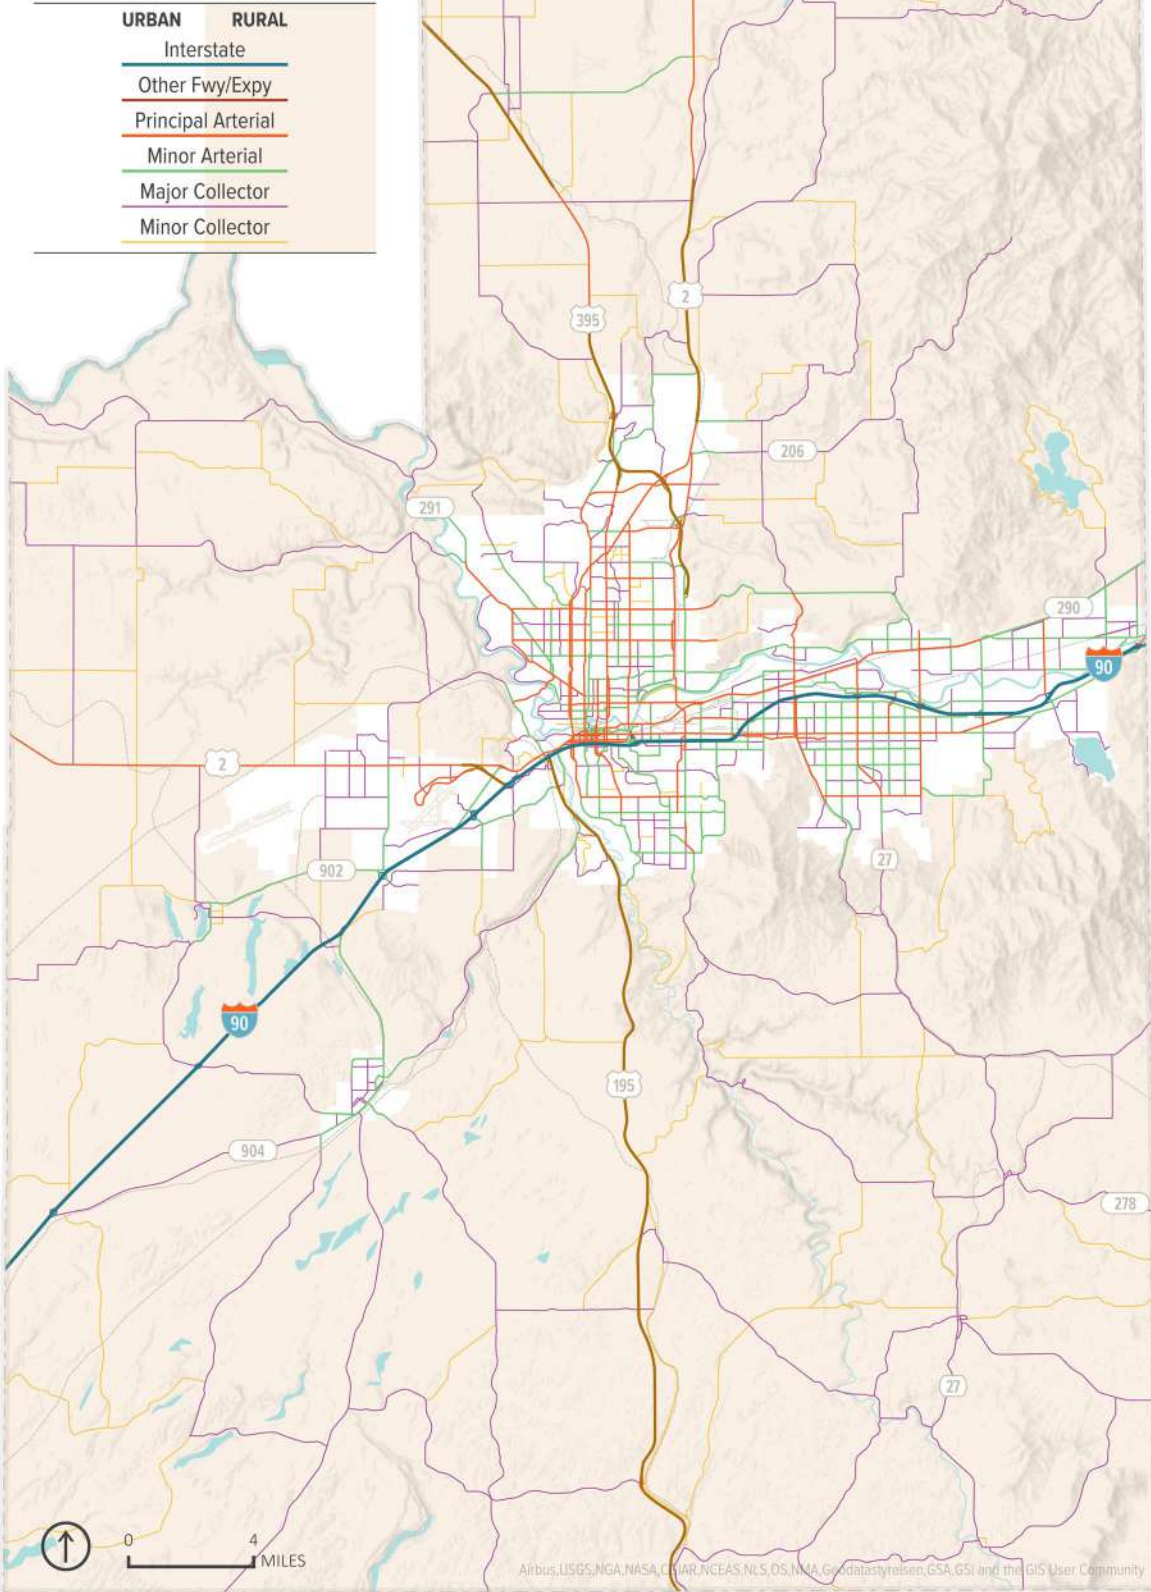 URBAN RURAL
Interstate
Other Fwy/Expy
Principal Arterial
Minor Arterial
Major Collector
Minor Collector
2
395
206
291
290
90
2
902
27
90
195
904
278
27
0 4
MILES
Airbus,USGS,NGA,NASA,CGIAR,NCEAS,NLS,OS,NMA,Geodatastyrelsen,GSA,GSI and the GIS User Community